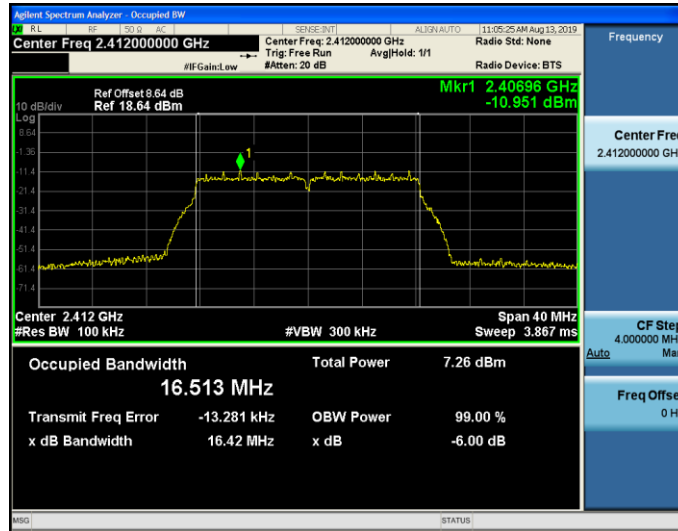 Agilent Spectrum Analyzer - Occupied BW
RL RF 50 Ω AC SENSE:INT ALIGN AUTO 11:05:25 AM Aug 13, 2019
Center Freq 2.412000000 GHz Center Freq: 2.412000000 GHz Radio Std: None Frequency
Trig: Free Run Avg|Hold: 1/1
#IFGain:Low #Atten: 20 dB Radio Device: BTS
Ref Offset 8.64 dB Mkr1 2.40696 GHz
10 dB/div Ref 18.64 dBm -10.951 dBm
Log
8.64
-1.36
1
-11.4
-21.4
-31.4
-41.4
-51.4
-61.4
-71.4
Center Fre
2.412000000 GH
Center 2.412 GHz Span 40 MHz
#Res BW 100 kHz #VBW 300 kHz Sweep 3.867 ms
CF Step
4.000000 MH
Auto Ma
Occupied Bandwidth Total Power 7.26 dBm
16.513 MHz
Transmit Freq Error -13.281 kHz OBW Power 99.00 %
x dB Bandwidth 16.42 MHz x dB -6.00 dB
Freq Offse
0 H
MSG STATUS